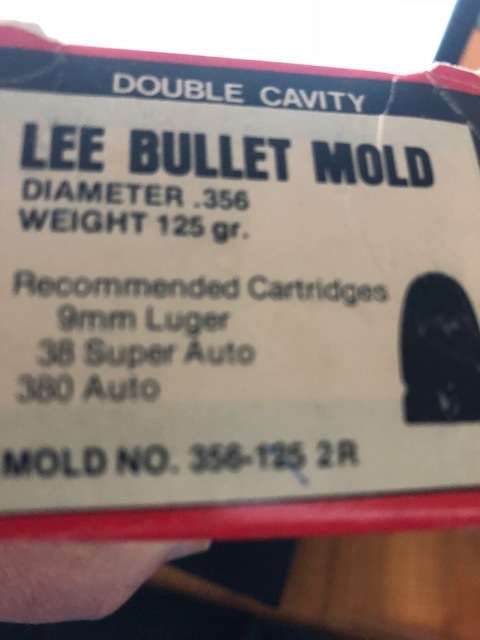 DOUBLE CAVITY
LEE BULLET MOLD
DIAMETER .356
WEIGHT 125 gr.
Recommended Cartridges
9mm Luger
38 Super Auto
380 Auto
MOLD NO. 356-125 2R